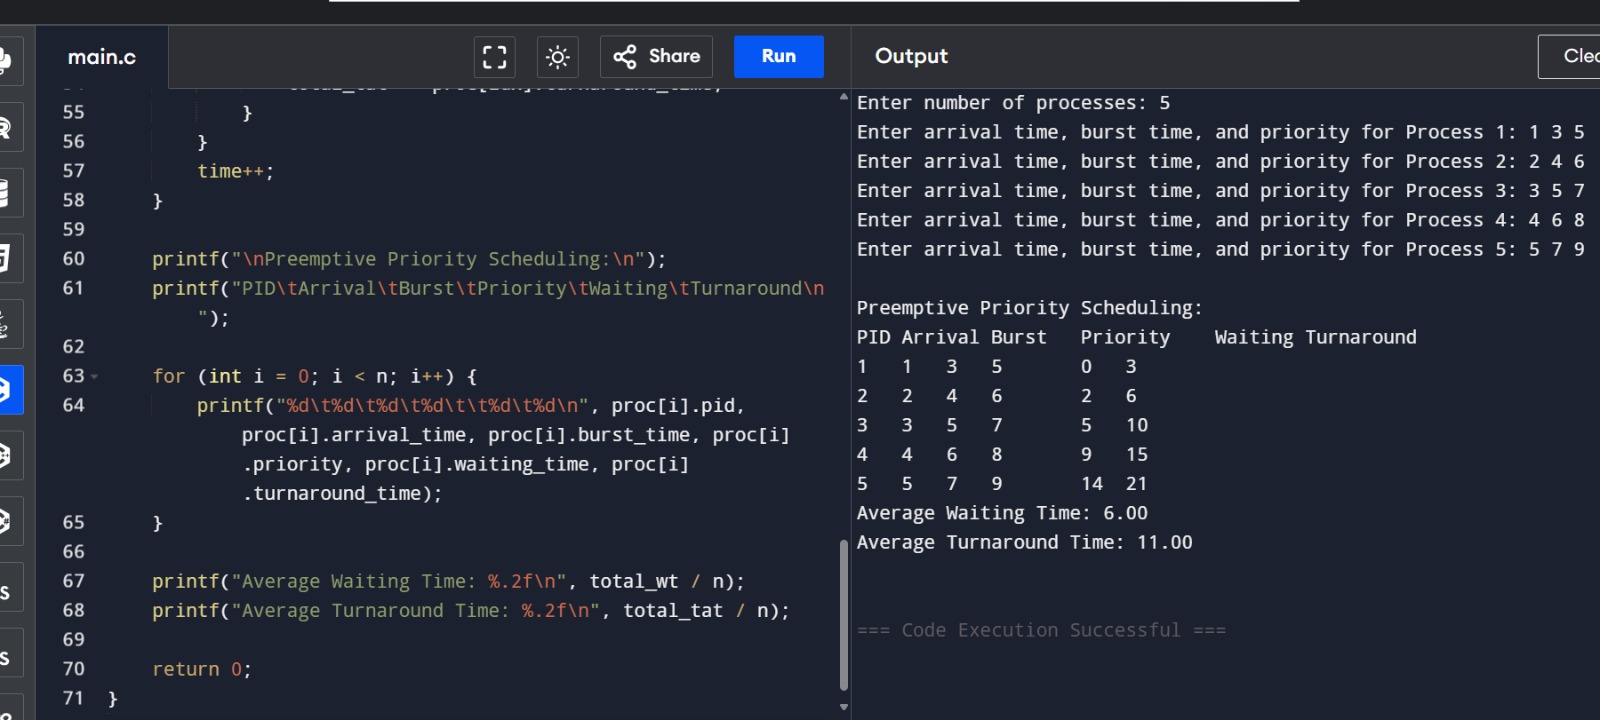 main.c
Share
Run
Output
55 }
56 }
57 time++;
58 }
59
60 printf("\nPreemptive Priority Scheduling:\n");
61 printf("PID\tArrival\tBurst\tPriority\tWaiting\tTurnaround\n
");
62
63 for (int i = 0; i < n; i++) {
64 printf("%d\t%d\t%d\t%d\t\t%d\t%d\n", proc[i].pid,
proc[i].arrival_time, proc[i].burst_time, proc[i]
.priority, proc[i].waiting_time, proc[i]
.turnaround_time);
65 }
66
67 printf("Average Waiting Time: %.2f\n", total_wt / n);
68 printf("Average Turnaround Time: %.2f\n", total_tat / n);
69
70 return 0;
71 }
Enter number of processes: 5
Enter arrival time, burst time, and priority for Process 1: 1 3 5
Enter arrival time, burst time, and priority for Process 2: 2 4 6
Enter arrival time, burst time, and priority for Process 3: 3 5 7
Enter arrival time, burst time, and priority for Process 4: 4 6 8
Enter arrival time, burst time, and priority for Process 5: 5 7 9
Preemptive Priority Scheduling:
PID Arrival Burst Priority Waiting Turnaround
1 1 3 5 0 3
2 2 4 6 2 6
3 3 5 7 5 10
4 4 6 8 9 15
5 5 7 9 14 21
Average Waiting Time: 6.00
Average Turnaround Time: 11.00
=== Code Execution Successful ===